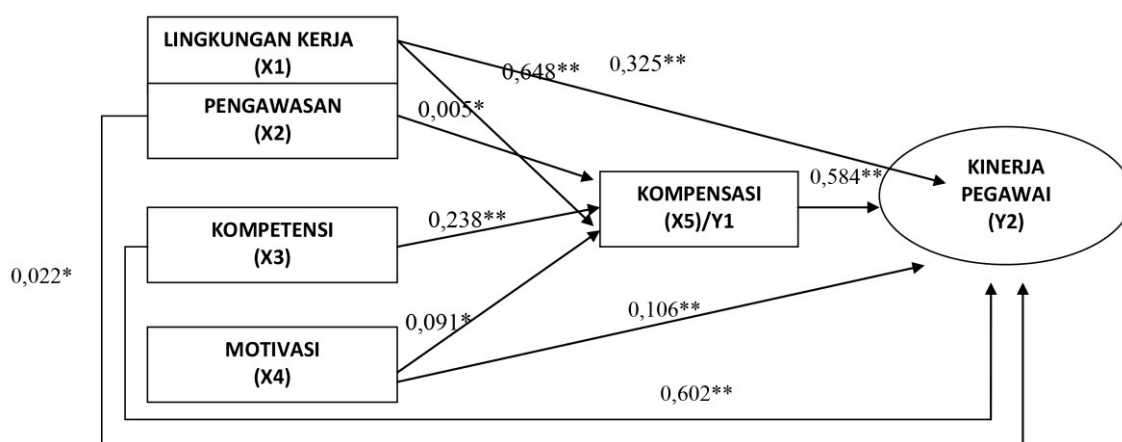 LINGKUNGAN KERJA
(X1)
0,648**
0,325**
PENGAWASAN
(X2)
0,005*
KOMPENSASI
(X5)/Y1
0,584**
KINERJA
PEGAWAI
(Y2)
KOMPETENSI
(X3)
0,238**
0,022*
0,091*
0,106**
MOTIVASI
(X4)
0,602**